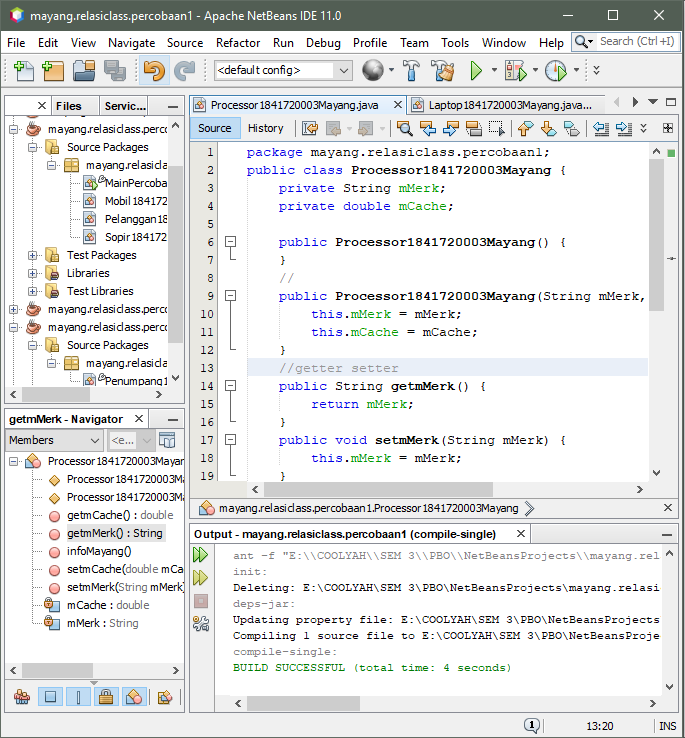 mayang.relasiclass.percobaan1 - Apache NetBeans IDE 11.0
File Edit View Navigate Source Refactor Run Debug Profile Team Tools Window Help Search (Ctrl+I)
<default config>
Files Servic...
mayang.relasiclass.perco
Source Packages
mayang.relasicla
MainPercoba
Mobil18417
Pelanggan18
Sopir18417
Test Packages
Libraries
Test Libraries
mayang.relasiclass.perco
mayang.relasiclass.perco
Source Packages
mayang.relasicla
Penumpang1
Processor1841720003Mayang.java Laptop1841720003Mayang.java...
Source History
1 package mayang.relasiclass.percobaan1;
2 public class Processor1841720003Mayang {
3 private String mMerk;
4 private double mCache;
5
6 public Processor1841720003Mayang() {
7 }
8 //
9 public Processor1841720003Mayang(String mMerk,
10 this.mMerk = mMerk;
11 this.mCache = mCache;
12 }
13 //getter setter
14 public String getmMerk() {
15 return mMerk;
16 }
17 public void setmMerk(String mMerk) {
18 this.mMerk = mMerk;
19 }
mayang.relasiclass.percobaan1.Processor1841720003Mayang
getmMerk - Navigator
Members <e...
Processor1841720003Mayan
Processor1841720003Ma
Processor1841720003Ma
getmCache() : double
getmMerk() : String
infoMayang()
setmCache(double mCa
setmMerk(String mMerk)
mCache : double
mMerk : String
Output - mayang.relasiclass.percobaan1 (compile-single)
ant -f "E:\\COOLYAH\\SEM 3\\PBO\\NetBeansProjects\\mayang.rel
init:
Deleting: E:\COOLYAH\SEM 3\PBO\NetBeansProjects\mayang.relasi
deps-jar:
Updating property file: E:\COOLYAH\SEM 3\PBO\NetBeansProjects
Compiling 1 source file to E:\COOLYAH\SEM 3\PBO\NetBeansProje
compile-single:
BUILD SUCCESSFUL (total time: 4 seconds)
1 13:20 INS